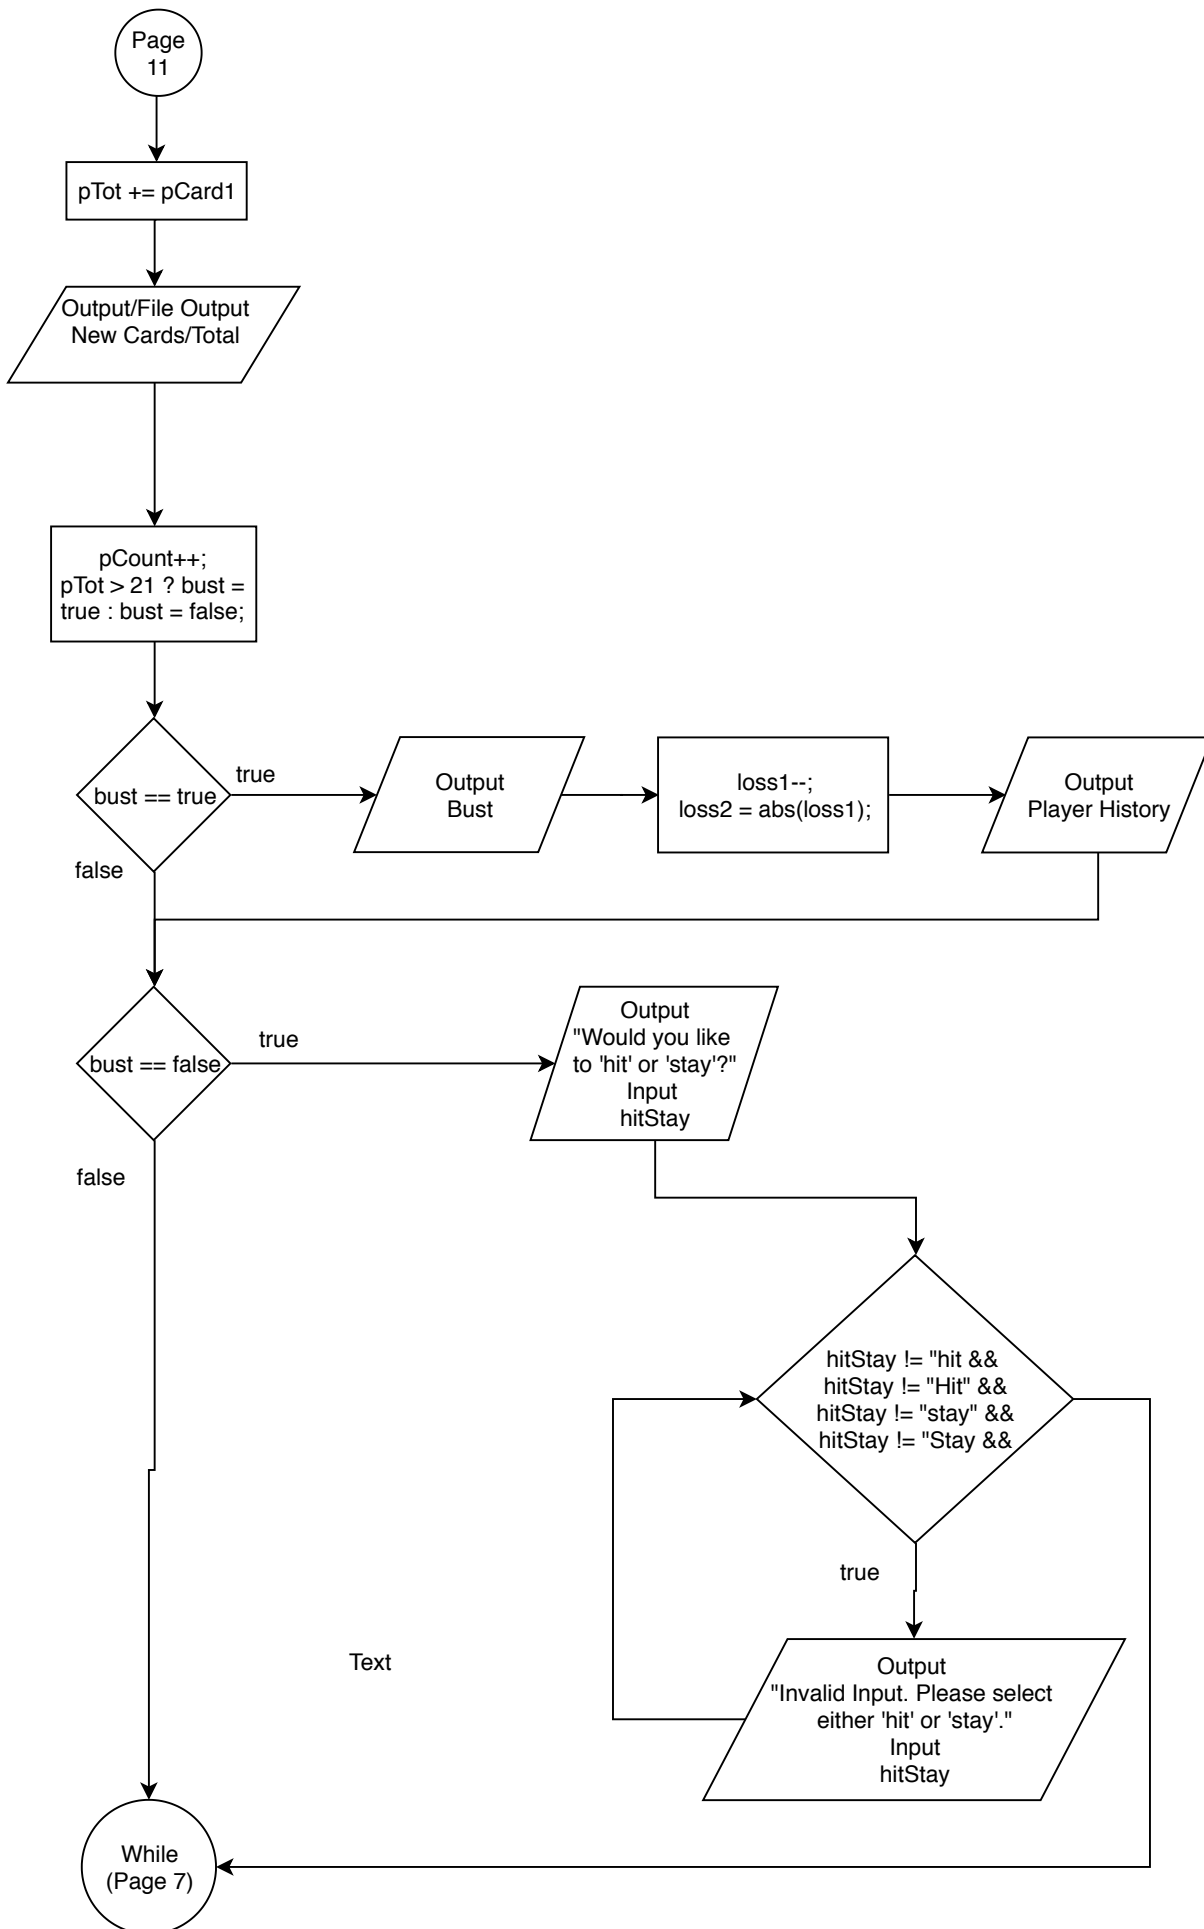 Page
11
pTot += pCard1
Output/File Output
New Cards/Total
pCount++;
pTot > 21 ? bust =
true : bust = false;
bust == true
true
Output
Bust
loss1--;
loss2 = abs(loss1);
Output
Player History
false
bust == false
true
Output
"Would you like
to 'hit' or 'stay'?"
Input
hitStay
false
hitStay != "hit &&
hitStay != "Hit" &&
hitStay != "stay" &&
hitStay != "Stay &&
true
Output
"Invalid Input. Please select
either 'hit' or 'stay'."
Input
hitStay
Text
While
(Page 7)